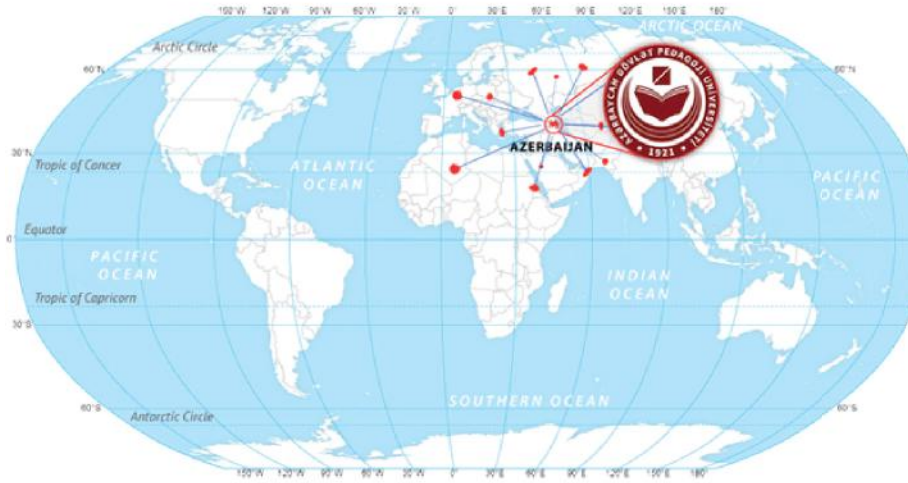 150°W 120°W 90°W 60°W 30°W 0° 30°E 60°E 90°E 120°E 150°E 180°
ARCTIC OCEAN
Arctic Circle
60°N
60°N
AZƏRBAYCAN DÖVLƏT PEDAQOJİ UNİVERSİTETİ
1921
AZERBAIJAN
30°N
Tropic of Cancer
ATLANTIC
OCEAN
PACIFIC
OCEAN
Equator
0°
PACIFIC
OCEAN
INDIAN
OCEAN
Tropic of Capricorn
30°S
SOUTHERN OCEAN
60°S
60°S
Antarctic Circle
150°W 120°W 90°W 60°W 30°W 0° 30°E 60°E 90°E 120°E 150°E 180°